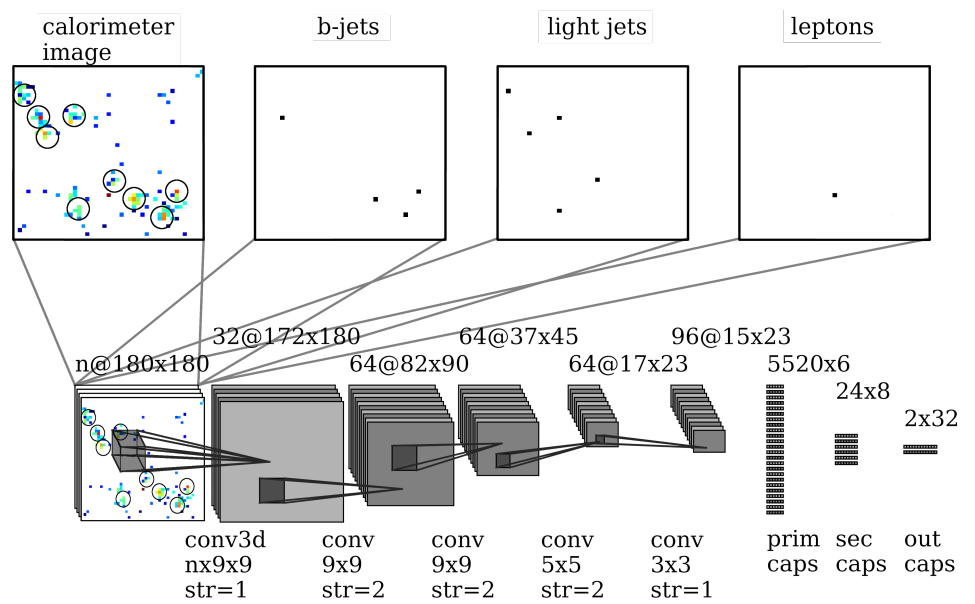 calorimeter
image
b-jets
light jets
leptons
32@172x180
64@37x45
96@15x23
n@180x180
64@82x90
64@17x23
5520x6
24x8
2x32
conv3d
nx9x9
str=1
conv
9x9
str=2
conv
9x9
str=2
conv
5x5
str=2
conv
3x3
str=1
prim
caps
sec
caps
out
caps